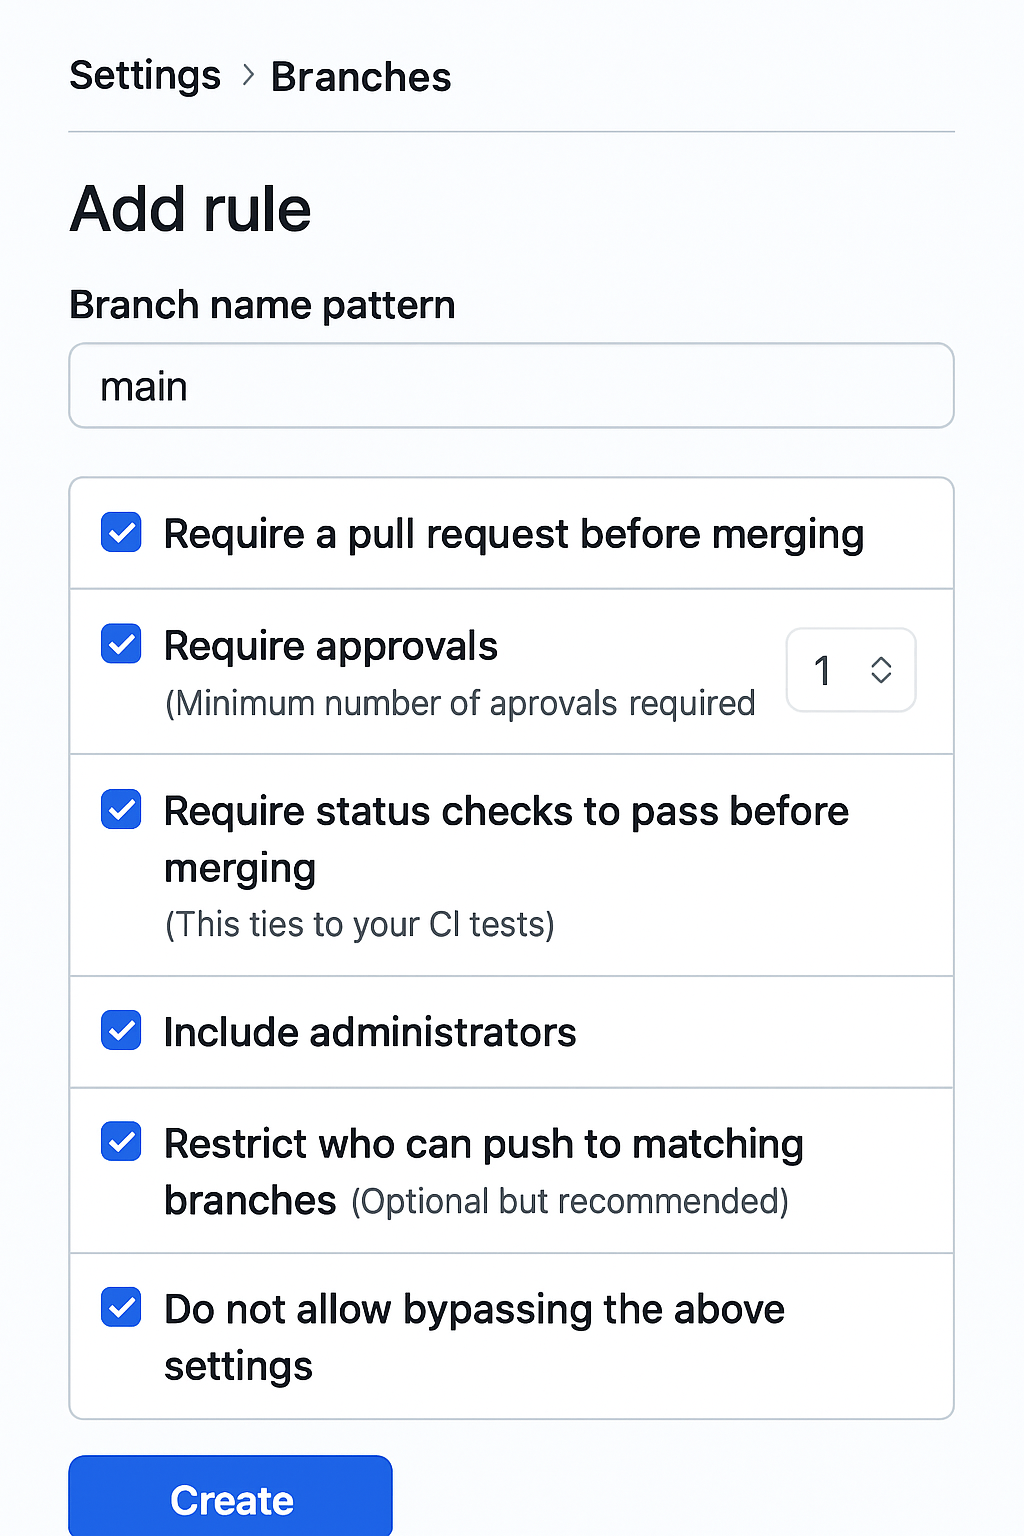 Settings > Branches
Add rule
Branch name pattern
main
Require a pull request before merging
Require approvals
(Minimum number of aprovals required
1
Require status checks to pass before
merging
(This ties to your CI tests)
Include administrators
Restrict who can push to matching
branches (Optional but recommended)
Do not allow bypassing the above
settings
Create